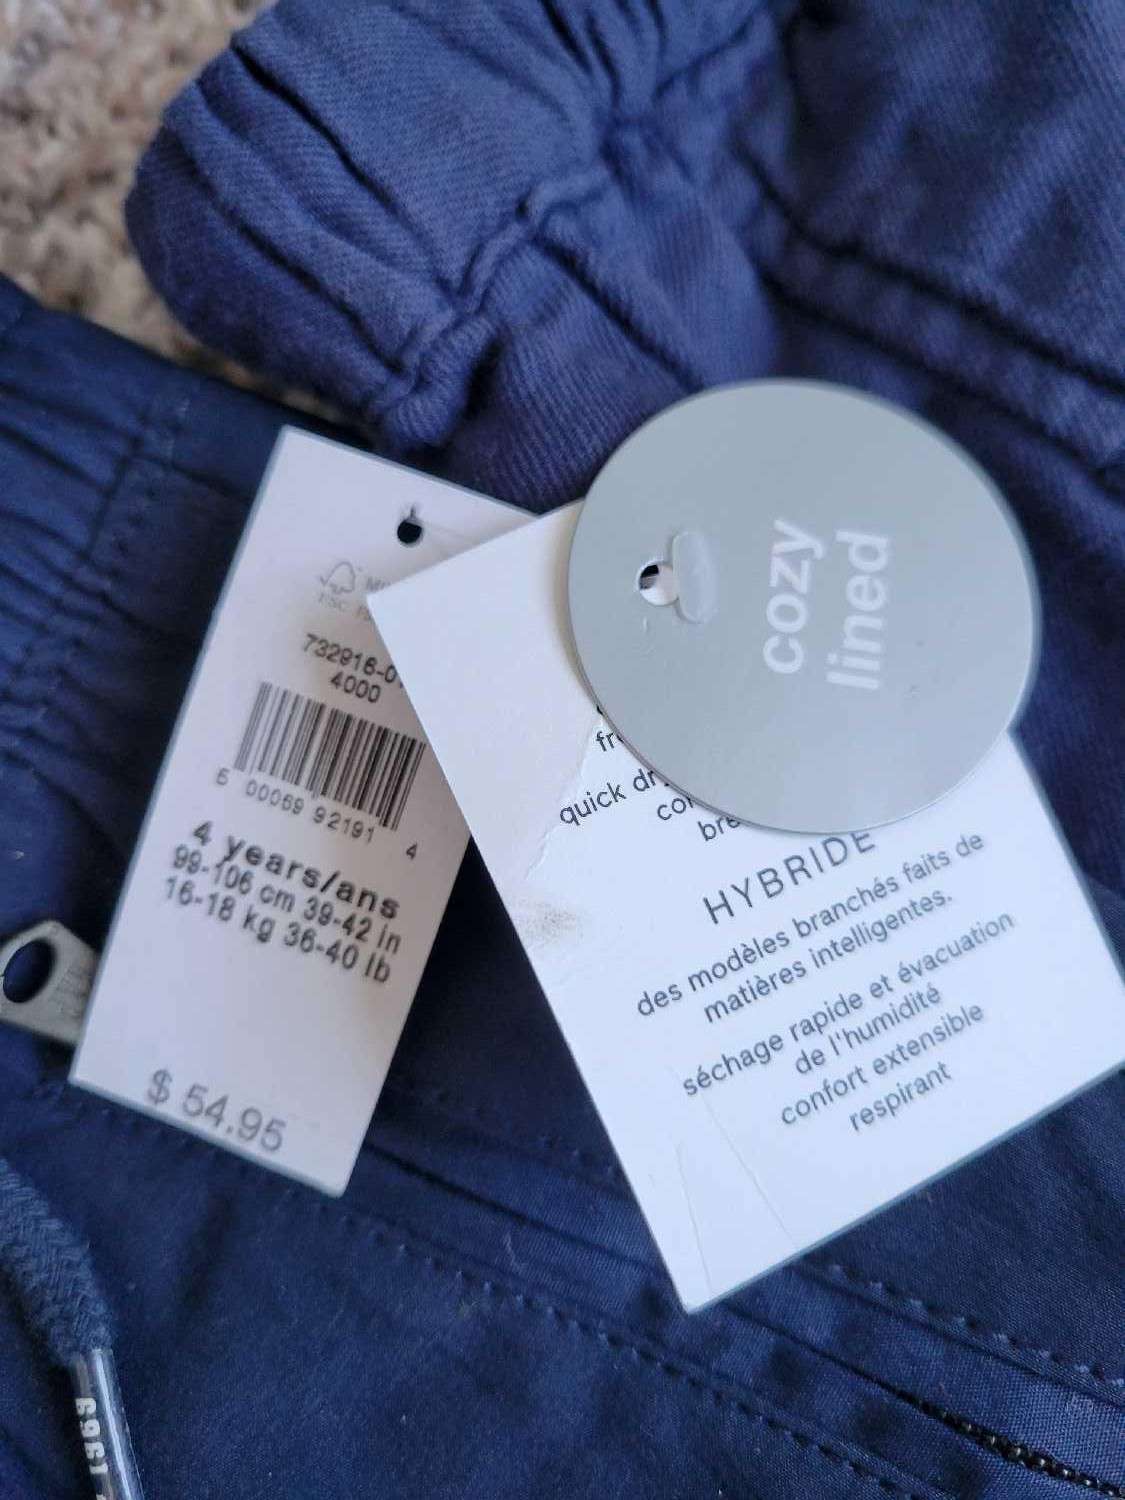 cozy
lined
FSC
732916-0
4000
6 00069 92191 4
4 years/ans
99-106 cm 39-42 in
16-18 kg 36-40 lb
$ 54.95
quick
HYBRIDE
des modèles branchés faits de
matières intelligentes.
séchage rapide et évacuation
de l'humidité
confort extensible
respirant
1969